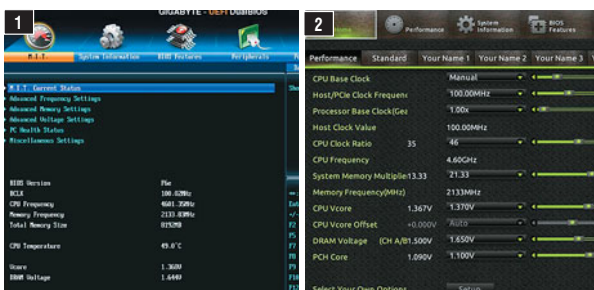 1
GIGABYTE - UEFI DualBIOS
M.I.T.
System Information
BIOS Features
Peripherals
M.I.T. Current Status
Advanced Frequency Settings
Advanced Memory Settings
Advanced Voltage Settings
PC Health Status
Miscellaneous Settings
BIOS Version
BCLK 100.02MHz
CPU Frequency 4601.35MHz
Memory Frequency 2133.83MHz
Total Memory Size 8192MB
CPU Temperature 49.0°C
Vcore 1.368V
DRAM Voltage 1.644V
2
Performance
System Information
BIOS Features
Performance Standard Your Name 1 Your Name 2 Your Name 3
CPU Base Clock Manual
Host/PCIe Clock Frequenc 100.00MHz
Processor Base Clock(Gea 1.00x
Host Clock Value 100.00MHz
CPU Clock Ratio 35 46
CPU Frequency 4.60GHz
System Memory Multiplie 13.33 21.33
Memory Frequency(MHz) 2133MHz
CPU Vcore 1.367V 1.370V
CPU Vcore Offset +0.000V Auto
DRAM Voltage (CH A/B 1.500V 1.650V
PCH Core 1.090V 1.100V
Select Your Own Options Setup